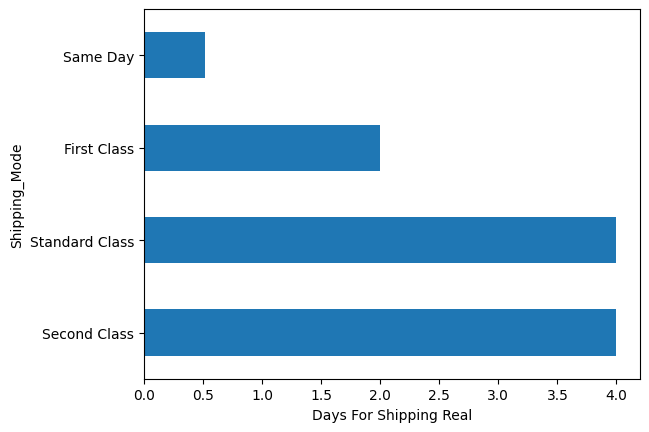 Same Day
First Class
Standard Class
Second Class
Shipping_Mode
0.0 0.5 1.0 1.5 2.0 2.5 3.0 3.5 4.0
Days For Shipping Real